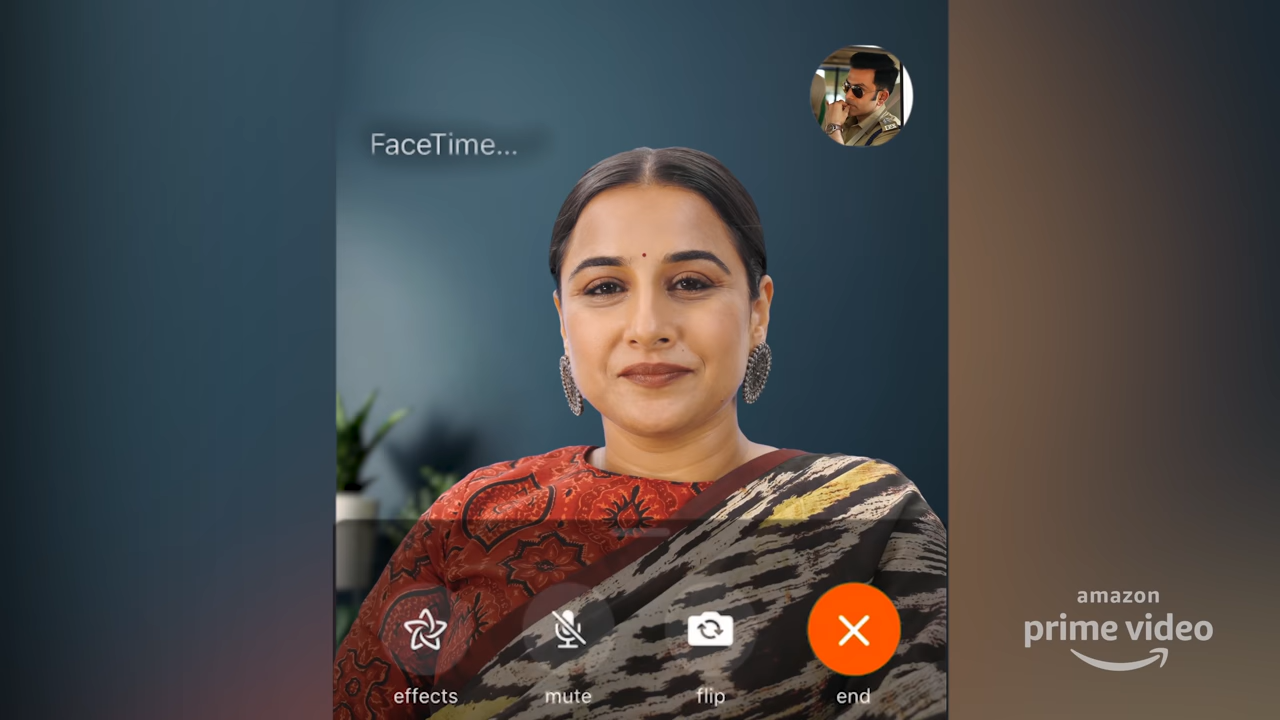 FaceTime...
effects
mute
flip
end
amazon
prime video